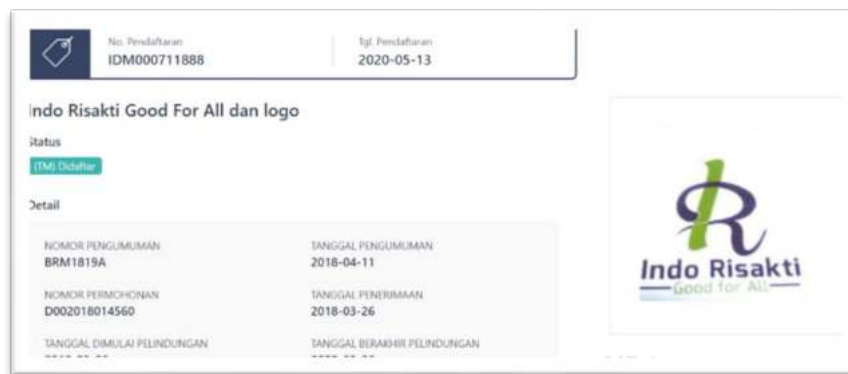 No. Pendaftaran
IDM000711888
Tgl. Pendaftaran
2020-05-13
Indo Risakti Good For All dan logo
Status
(TM) Didaftar
Detail
NOMOR PENGUMUMAN
BRM1819A
TANGGAL PENGUMUMAN
2018-04-11
NOMOR PERMOHONAN
D002018014560
TANGGAL PENERIMAAN
2018-03-26
TANGGAL DIMULAI PELINDUNGAN
TANGGAL BERAKHIR PELINDUNGAN
Indo Risakti
Good for All